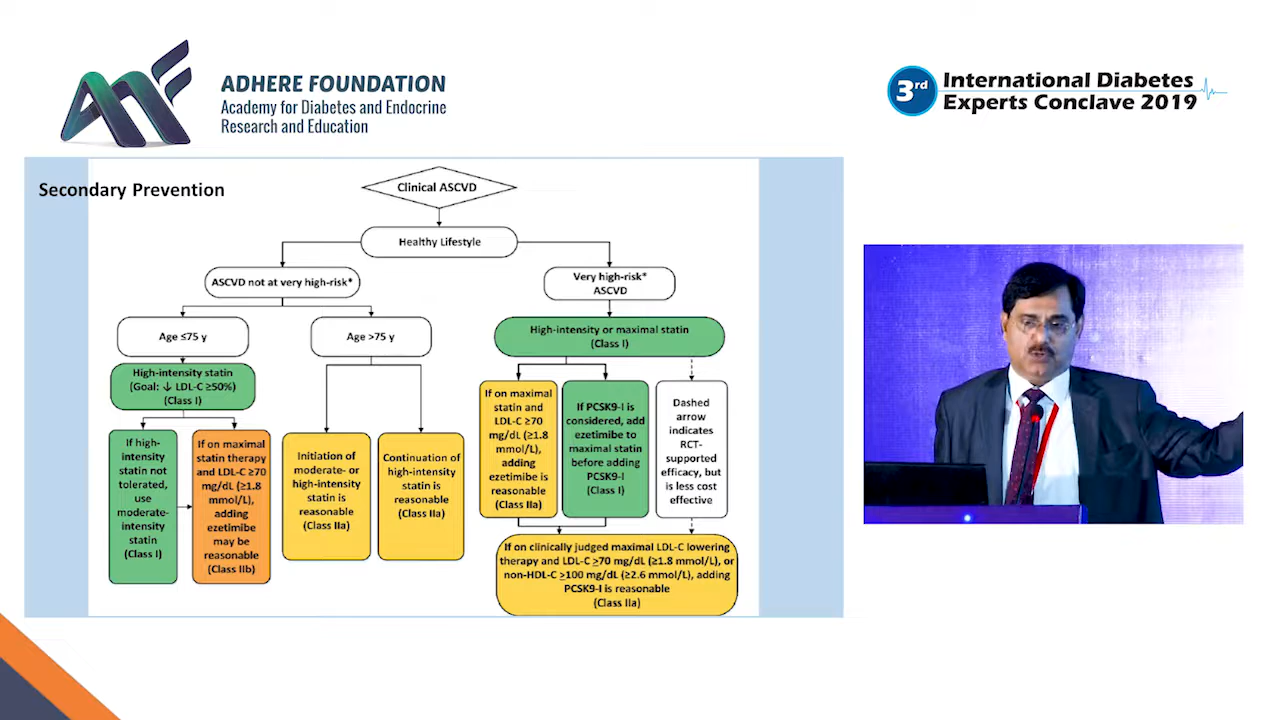 ADHERE FOUNDATION
Academy for Diabetes and Endocrine
Research and Education
3rd
International Diabetes
Experts Conclave 2019
Secondary Prevention
Clinical ASCVD
Healthy Lifestyle
ASCVD not at very high-risk*
Very high-risk*
ASCVD
Age ≤75 y
Age >75 y
High-intensity or maximal statin
(Class I)
High-intensity statin
(Goal: ↓ LDL-C ≥50%)
(Class I)
If high-
intensity
statin not
tolerated,
use
moderate-
intensity
statin
(Class I)
If on maximal
statin therapy
and LDL-C ≥70
mg/dL (≥1.8
mmol/L),
adding
ezetimibe
may be
reasonable
(Class IIb)
Initiation of
moderate- or
high-intensity
statin is
reasonable
(Class IIa)
Continuation of
high-intensity
statin is
reasonable
(Class IIa)
If on maximal
statin and
LDL-C ≥70
mg/dL (≥1.8
mmol/L),
adding
ezetimibe is
reasonable
(Class IIa)
If PCSK9-I is
considered, add
ezetimibe to
maximal statin
before adding
PCSK9-I
(Class I)
Dashed
arrow
indicates
RCT-
supported
efficacy, but
is less cost
effective
If on clinically judged maximal LDL-C lowering
therapy and LDL-C ≥70 mg/dL (≥1.8 mmol/L), or
non-HDL-C ≥100 mg/dL (≥2.6 mmol/L), adding
PCSK9-I is reasonable
(Class IIa)